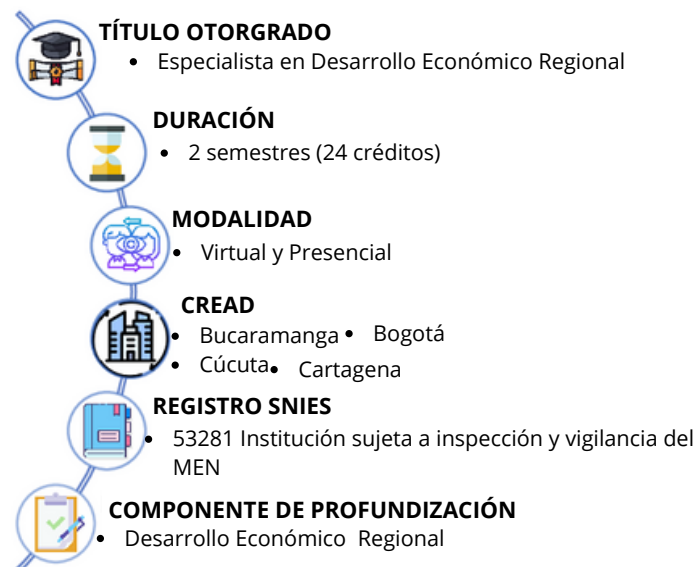 TÍTULO OTORGRADO
• Especialista en Desarrollo Económico Regional
DURACIÓN
• 2 semestres (24 créditos)
MODALIDAD
• Virtual y Presencial
CREAD
• Bucaramanga • Bogotá
• Cúcuta • Cartagena
REGISTRO SNIES
• 53281 Institución sujeta a inspección y vigilancia del
MEN
COMPONENTE DE PROFUNDIZACIÓN
• Desarrollo Económico Regional